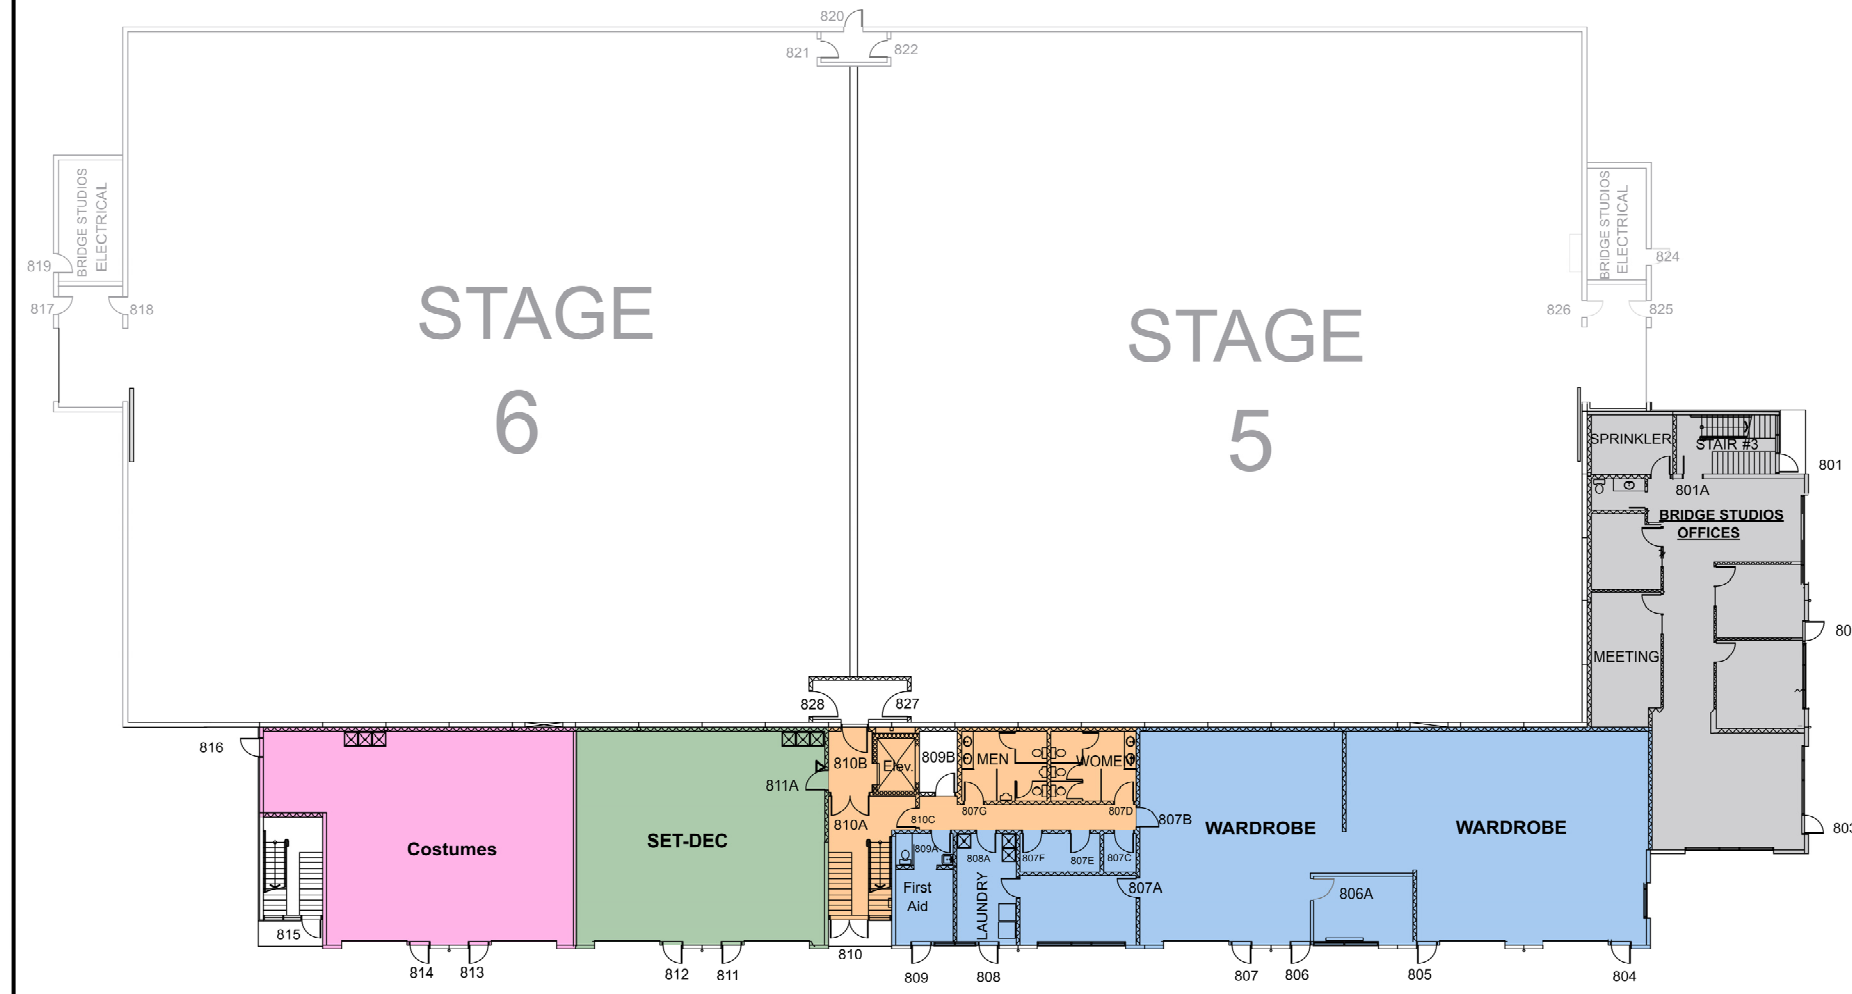 820
821
822
BRIDGE STUDIOS
ELECTRICAL
BRIDGE STUDIOS
ELECTRICAL
819
824
817
818
826
825
STAGE
6
STAGE
5
SPRINKLER
STAIR #3
801
801A
BRIDGE STUDIOS
OFFICES
80
MEETING
828
827
816
810B
Elev.
809B
MEN
WOMEN
811A
810A
810C
807G
807D
807B
803
Costumes
SET-DEC
WARDROBE
WARDROBE
809A
808A
807F
807E
807C
First
Aid
LAUNDRY
807A
806A
815
810
814
813
812
811
809
808
807
806
805
804